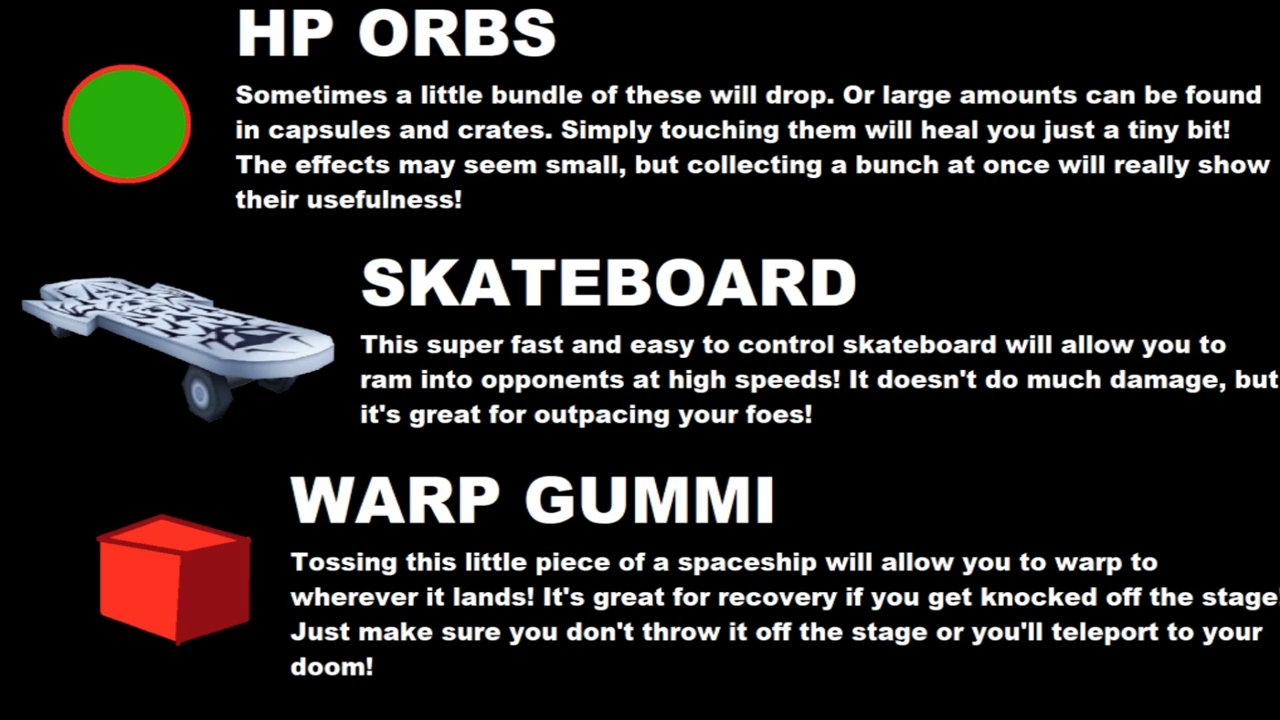 HP ORBS
Sometimes a little bundle of these will drop. Or large amounts can be found
in capsules and crates. Simply touching them will heal you just a tiny bit!
The effects may seem small, but collecting a bunch at once will really show
their usefulness!
SKATEBOARD
This super fast and easy to control skateboard will allow you to
ram into opponents at high speeds! It doesn't do much damage, but
it's great for outpacing your foes!
WARP GUMMI
Tossing this little piece of a spaceship will allow you to warp to
wherever it lands! It's great for recovery if you get knocked off the stage
Just make sure you don't throw it off the stage or you'll teleport to your
doom!